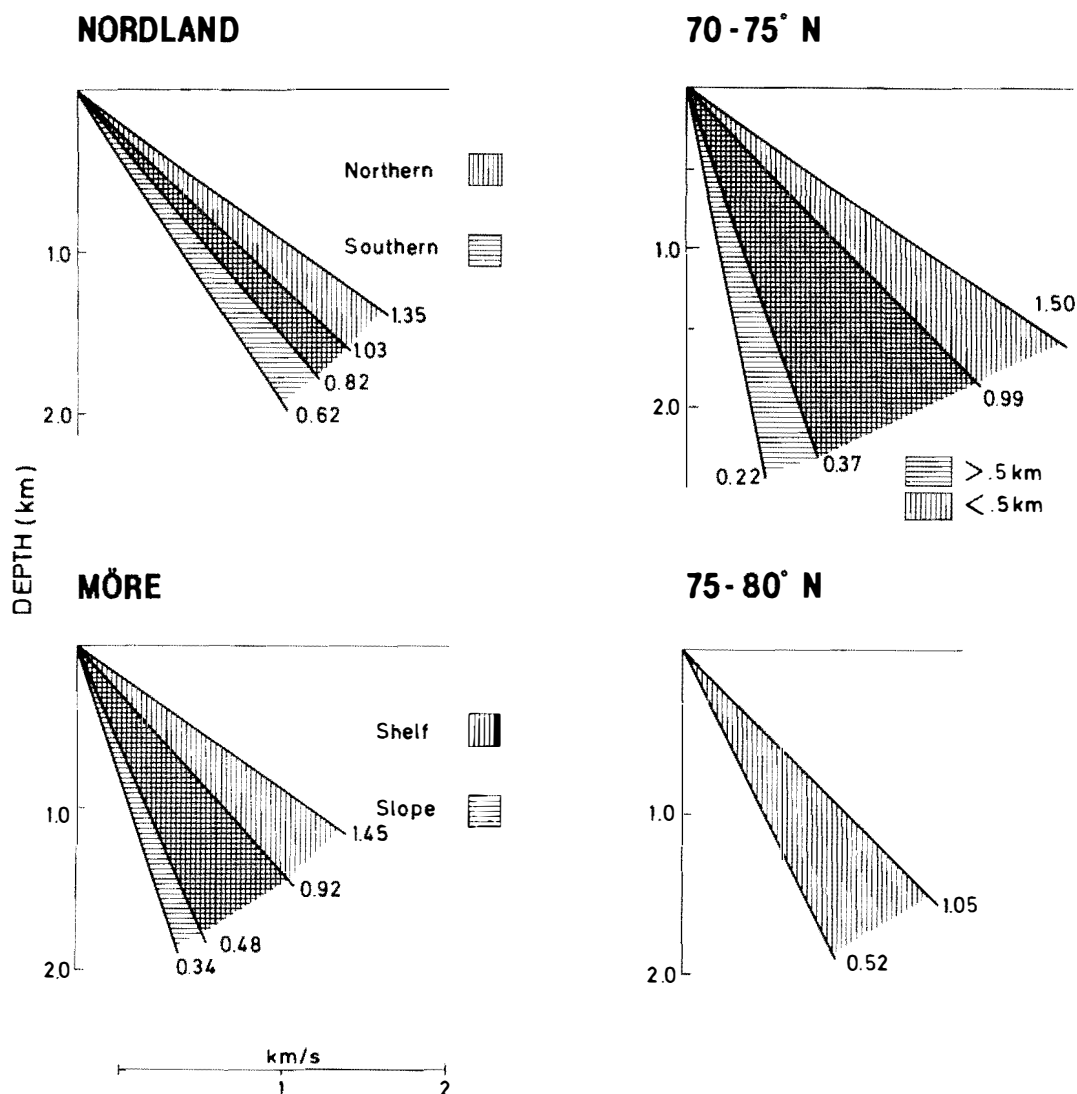 NORDLAND
Northern
Southern
1.0
2.0
1.35
1.03
0.82
0.62
70-75° N
1.0
2.0
1.50
0.99
0.37
0.22
> .5 km
< .5 km
DEPTH (km)
MÖRE
Shelf
Slope
1.0
2.0
1.45
0.92
0.48
0.34
75-80° N
1.0
2.0
1.05
0.52
km/s
1
2